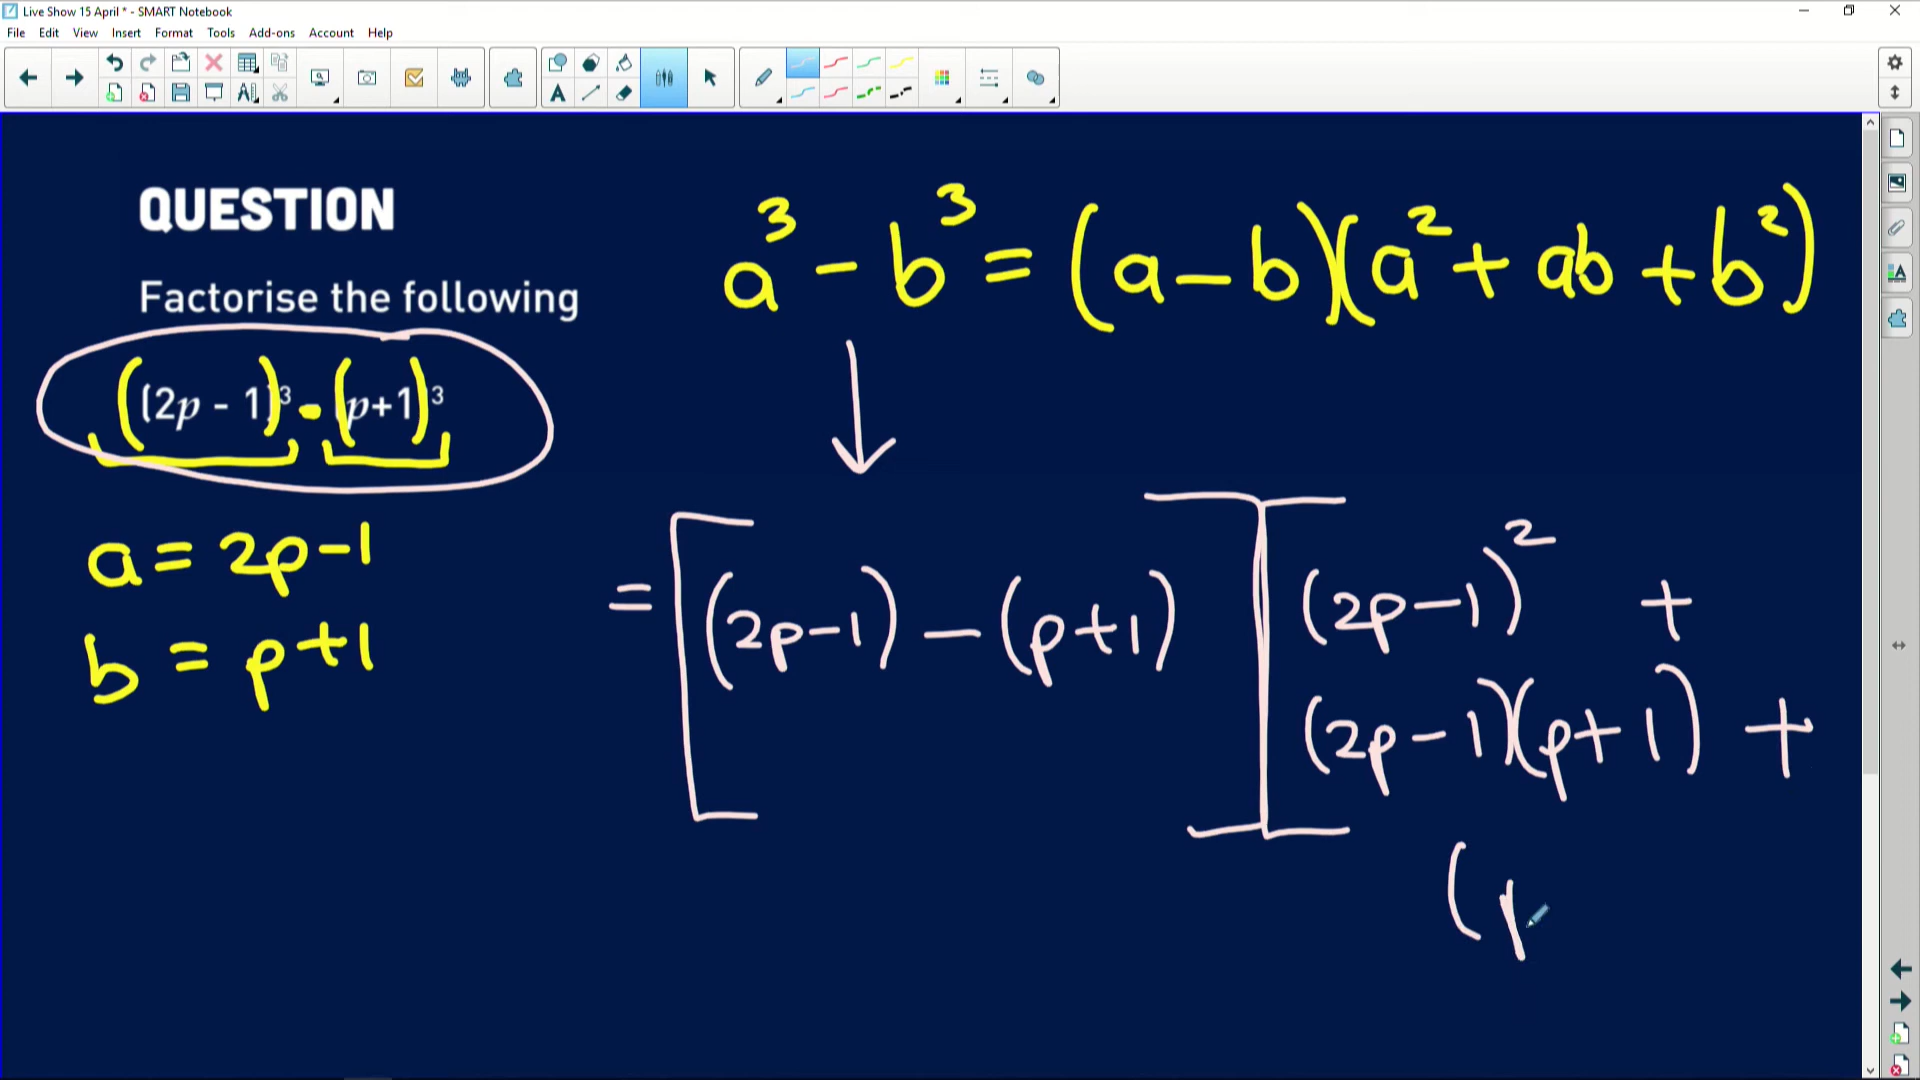 Live Show 15 April * - SMART Notebook
File Edit View Insert Format Tools Add-ons Account Help
QUESTION
Factorise the following
((2p - 1))³ - (p+1)³
a = 2p-1
b = p+1
a³ - b³ = (a-b)(a² + ab + b²)
= [(2p-1) - (p+1)] [(2p-1)² +
(2p-1)(p+1) +
(p